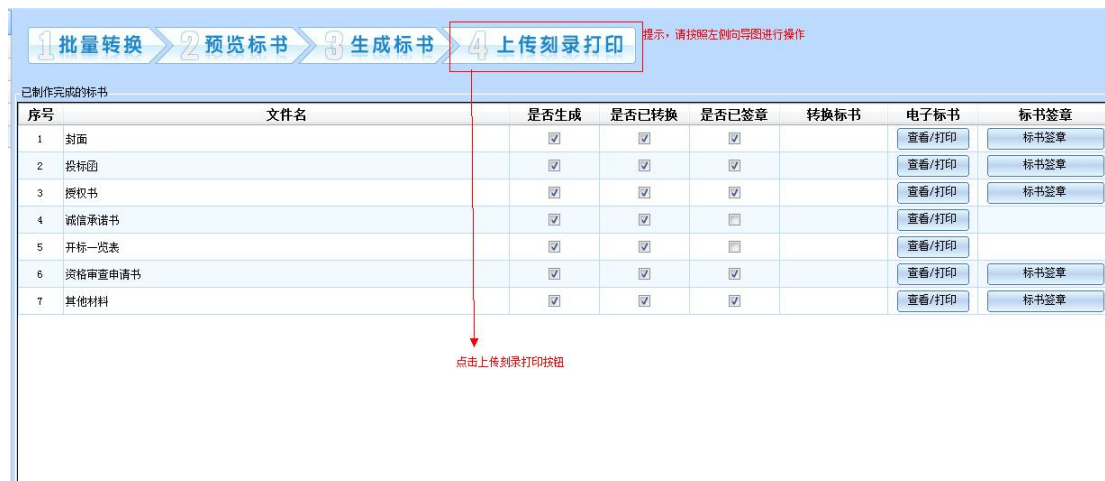 1 批量转换 2 预览标书 3 生成标书 4 上传刻录打印 提示，请按照左侧向导图进行操作
已制作完成的标书
序号 文件名 是否生成 是否已转换 是否已签章 转换标书 电子标书 标书签章
1 封面 查看/打印 标书签章
2 投标函 查看/打印 标书签章
3 授权书 查看/打印 标书签章
4 诚信承诺书 查看/打印
5 开标一览表 查看/打印
6 资格审查申请书 查看/打印 标书签章
7 其他材料 查看/打印 标书签章
点击上传刻录打印按钮